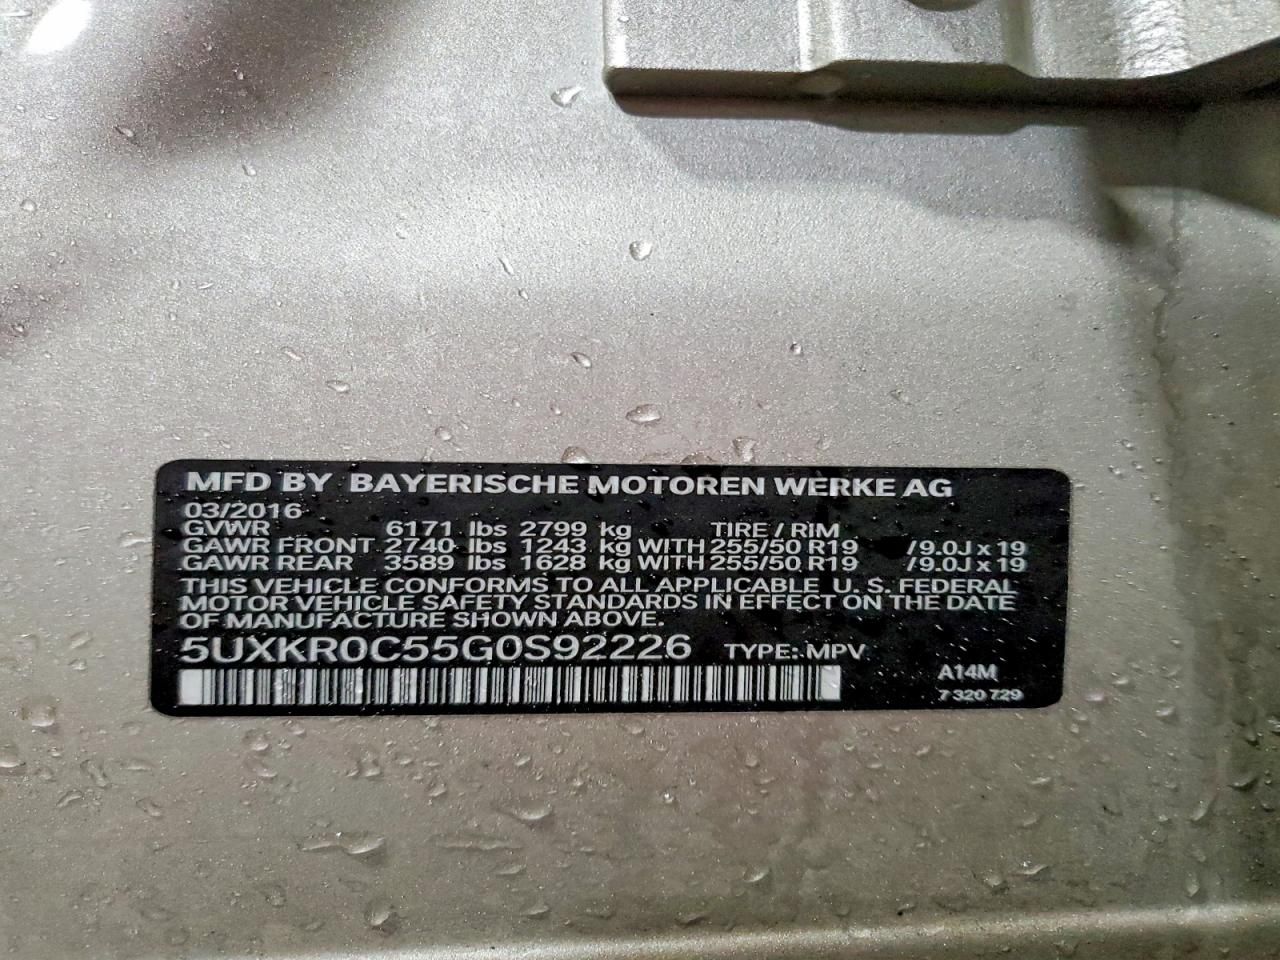 MFD BY BAYERISCHE MOTOREN WERKE AG
03/2016
GVWR 6171 lbs 2799 kg TIRE / RIM
GAWR FRONT 2740 lbs 1243 kg WITH 255/50 R19 /9.0J x 19
GAWR REAR 3589 lbs 1628 kg WITH 255/50 R19 /9.0J x 19
THIS VEHICLE CONFORMS TO ALL APPLICABLE U. S. FEDERAL
MOTOR VEHICLE SAFETY STANDARDS IN EFFECT ON THE DATE
OF MANUFACTURE SHOWN ABOVE.
5UXKR0C55G0S92226 TYPE: MPV
A14M
7 320 729